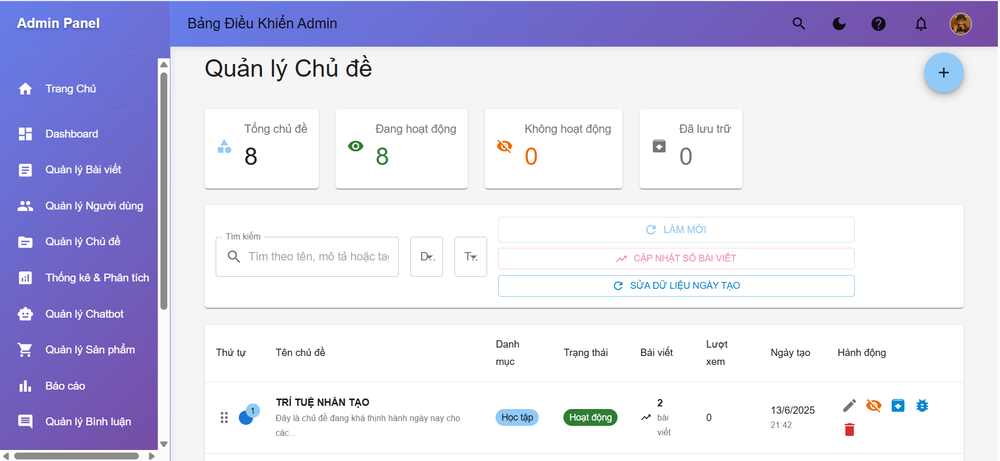 Admin Panel
Bảng Điều Khiển Admin
Trang Chủ
Dashboard
Quản lý Bài viết
Quản lý Người dùng
Quản lý Chủ đề
Thống kê & Phân tích
Quản lý Chatbot
Quản lý Sản phẩm
Báo cáo
Quản lý Bình luận
Quản lý Chủ đề
Tổng chủ đề
8
Đang hoạt động
8
Không hoạt động
0
Đã lưu trữ
0
Tìm kiếm
Tìm theo tên, mô tả hoặc tag
D...
T...
LÀM MỚI
CẬP NHẬT SỐ BÀI VIẾT
SỬA DỮ LIỆU NGÀY TẠO
Thứ tự
Tên chủ đề
Danh
mục
Trạng thái
Bài viết
Lượt
xem
Ngày tạo
Hành động
1
TRÍ TUỆ NHÂN TẠO
Đây là chủ đề đang khá thịnh hành ngày nay cho
các...
Học tập
Hoạt động
2
bài
viết
0
13/6/2025
21:42